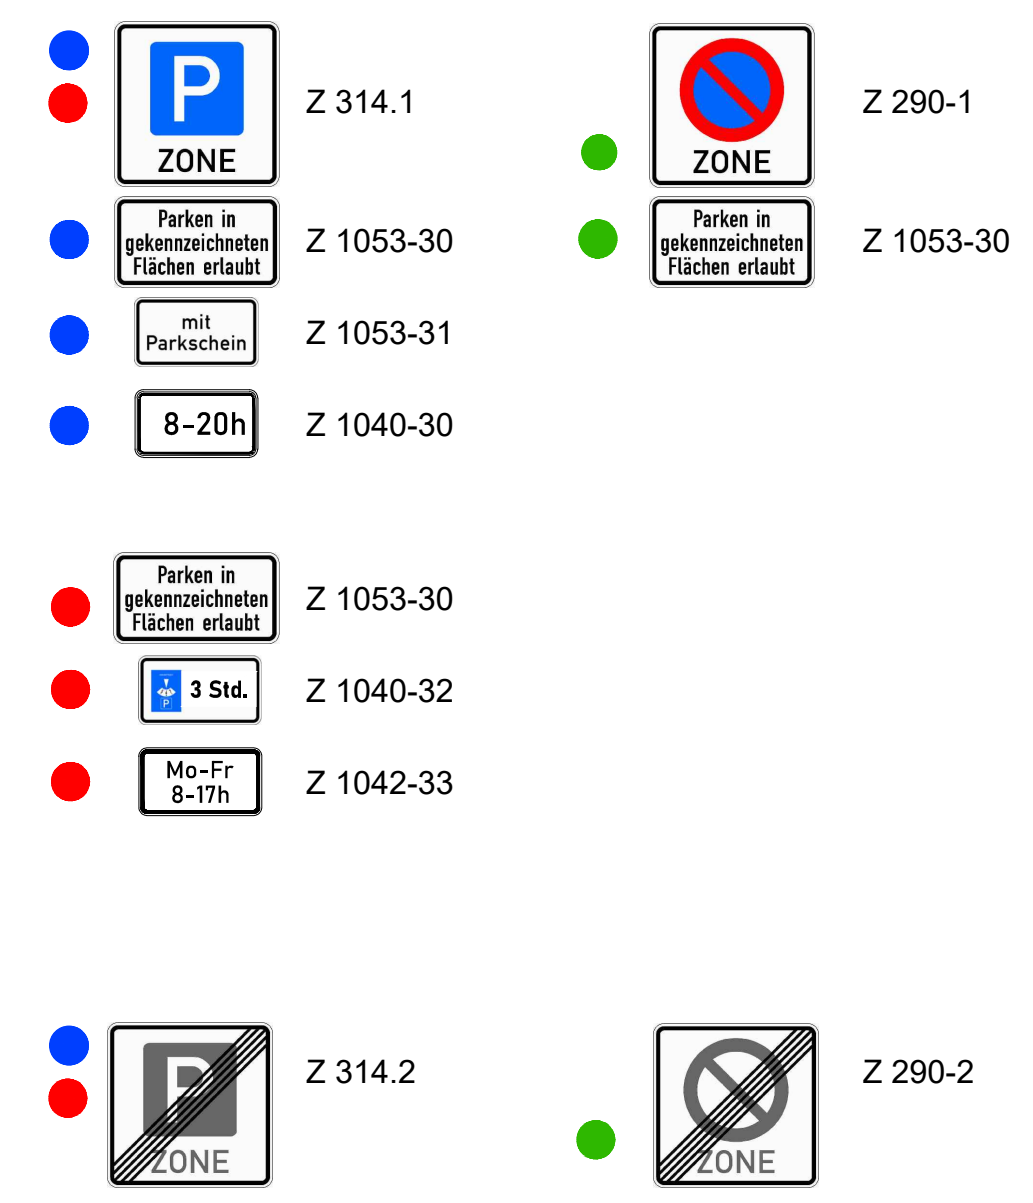 P
ZONE
Z 314.1
Parken in
gekennzeichneten
Flächen erlaubt
Z 1053-30
mit
Parkschein
Z 1053-31
8-20h
Z 1040-30
Parken in
gekennzeichneten
Flächen erlaubt
Z 1053-30
P
3 Std.
Z 1040-32
Mo-Fr
8-17h
Z 1042-33
P
ZONE
Z 314.2
ZONE
Z 290-1
Parken in
gekennzeichneten
Flächen erlaubt
Z 1053-30
ZONE
Z 290-2